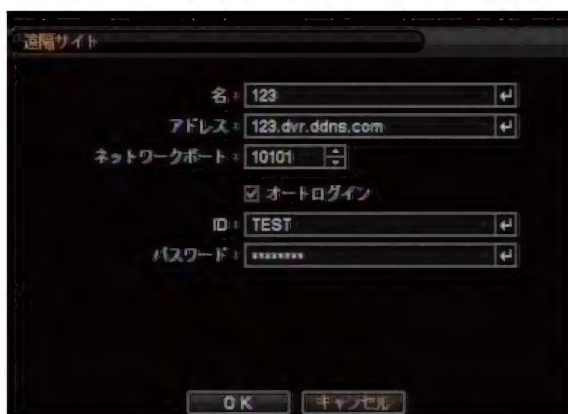 遠隔サイト
名: 123
アドレス: 123.dvr.ddns.com
ネットワークポート: 10101
オートログイン
ID: TEST
パスワード: ********
OK キャンセル